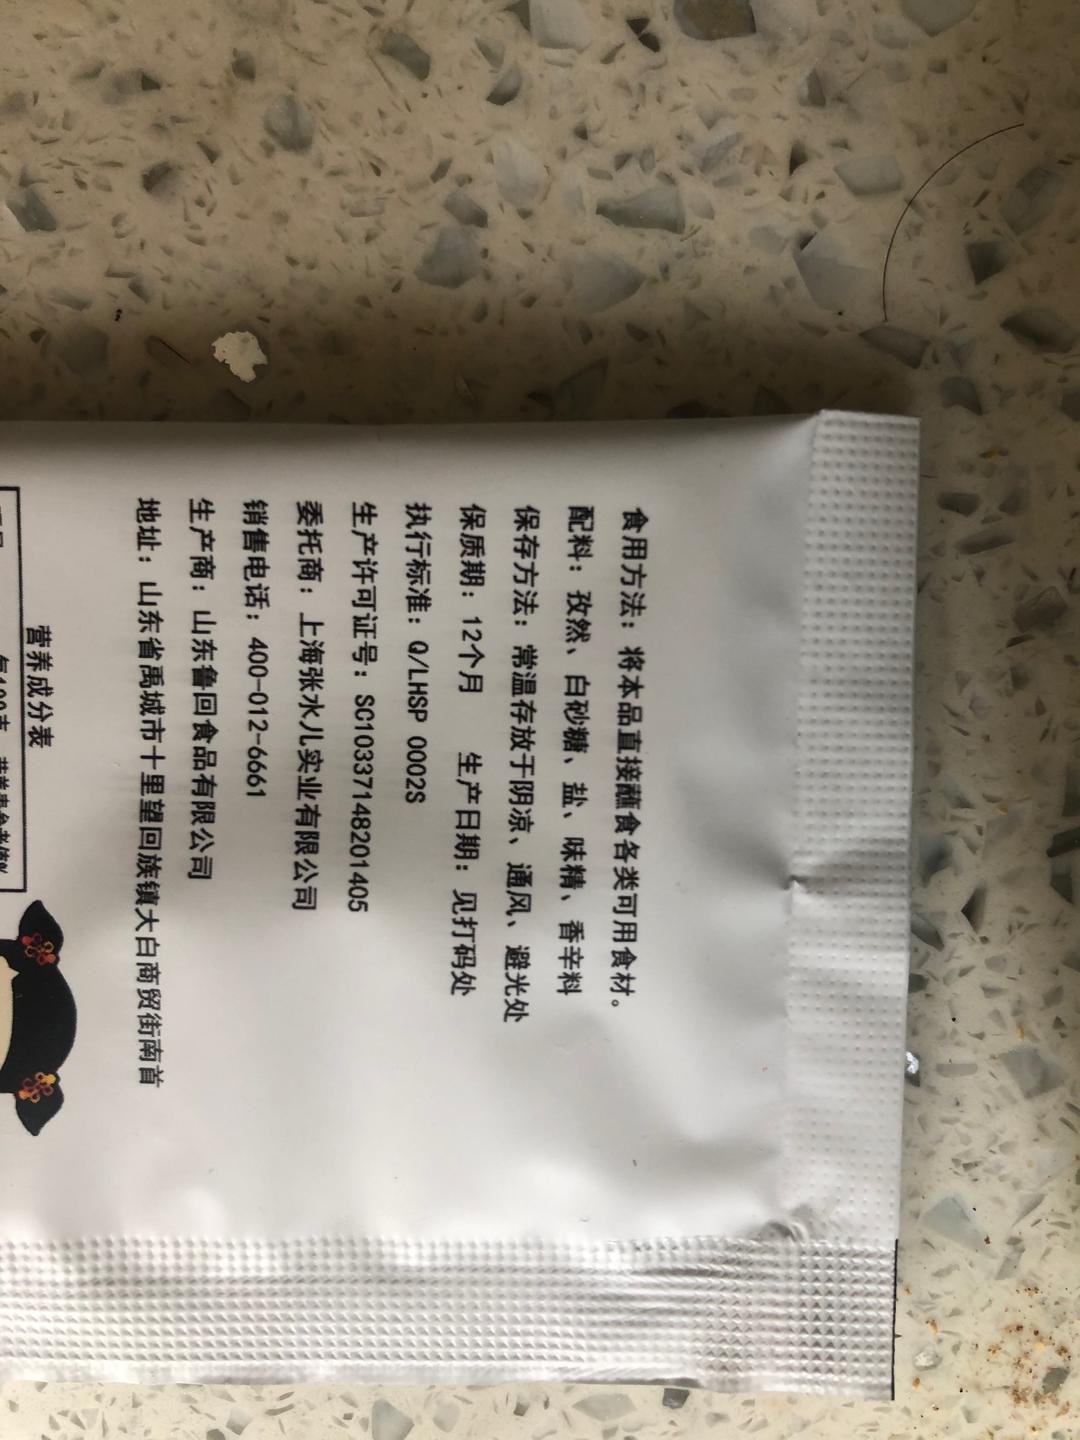 食用方法：将本品直接蘸食各类可用食材。
配料：孜然、白砂糖、盐、味精、香辛料
保存方法：常温存放于阴凉、通风、避光处
保质期：12个月 生产日期：见打码处
执行标准：Q/LHSP 0002S
生产许可证号：SC10337148201405
委托商：上海张水儿实业有限公司
销售电话：400-012-6661
生产商：山东鲁回食品有限公司
地址：山东省禹城市十里望回族镇大白商贸街南首
营养成分表